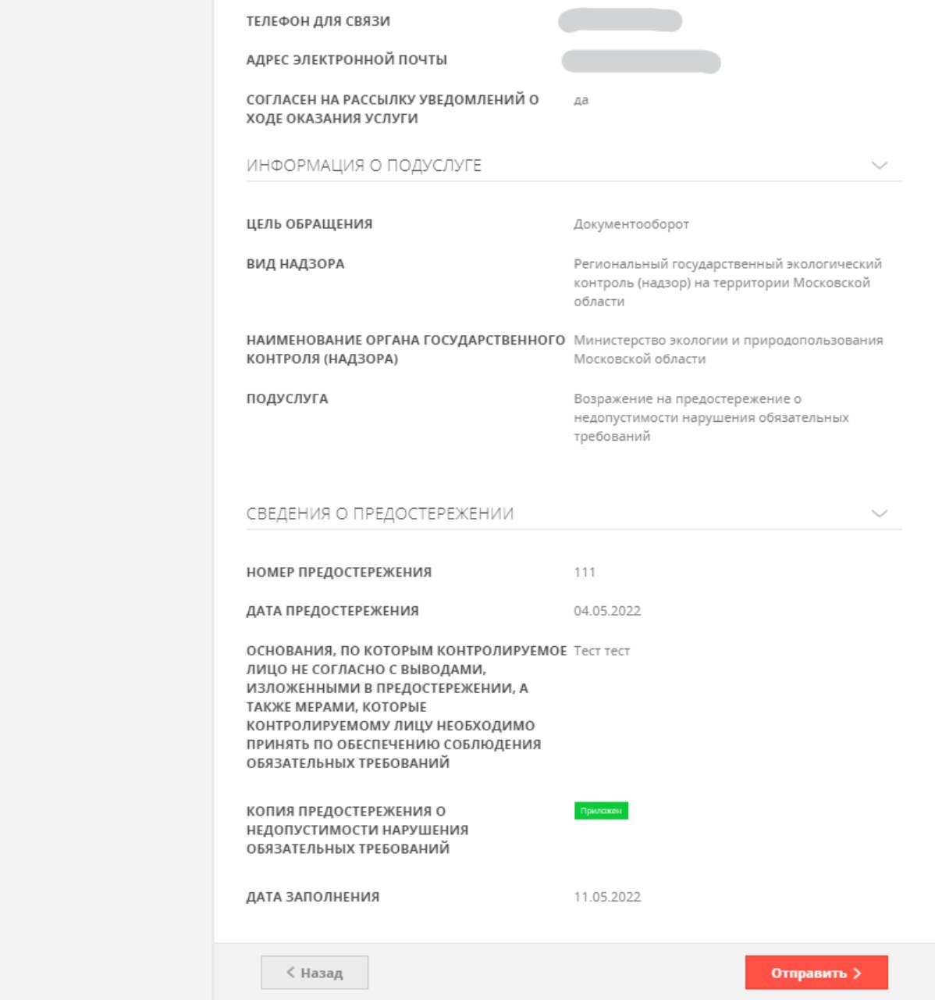 ТЕЛЕФОН ДЛЯ СВЯЗИ
АДРЕС ЭЛЕКТРОННОЙ ПОЧТЫ
СОГЛАСЕН НА РАССЫЛКУ УВЕДОМЛЕНИЙ О
ХОДЕ ОКАЗАНИЯ УСЛУГИ
да
ИНФОРМАЦИЯ О ПОДУСЛУГЕ
ЦЕЛЬ ОБРАЩЕНИЯ
Документооборот
ВИД НАДЗОРА
Региональный государственный экологический
контроль (надзор) на территории Московской
области
НАИМЕНОВАНИЕ ОРГАНА ГОСУДАРСТВЕННОГО
КОНТРОЛЯ (НАДЗОРА)
Министерство экологии и природопользования
Московской области
ПОДУСЛУГА
Возражение на предостережение о
недопустимости нарушения обязательных
требований
СВЕДЕНИЯ О ПРЕДОСТЕРЕЖЕНИИ
НОМЕР ПРЕДОСТЕРЕЖЕНИЯ
111
ДАТА ПРЕДОСТЕРЕЖЕНИЯ
04.05.2022
ОСНОВАНИЯ, ПО КОТОРЫМ КОНТРОЛИРУЕМОЕ
ЛИЦО НЕ СОГЛАСНО С ВЫВОДАМИ,
ИЗЛОЖЕННЫМИ В ПРЕДОСТЕРЕЖЕНИИ, А
ТАКЖЕ МЕРАМИ, КОТОРЫЕ
КОНТРОЛИРУЕМОМУ ЛИЦУ НЕОБХОДИМО
ПРИНЯТЬ ПО ОБЕСПЕЧЕНИЮ СОБЛЮДЕНИЯ
ОБЯЗАТЕЛЬНЫХ ТРЕБОВАНИЙ
Тест тест
КОПИЯ ПРЕДОСТЕРЕЖЕНИЯ О
НЕДОПУСТИМОСТИ НАРУШЕНИЯ
ОБЯЗАТЕЛЬНЫХ ТРЕБОВАНИЙ
Приложен
ДАТА ЗАПОЛНЕНИЯ
11.05.2022
Назад
Отправить